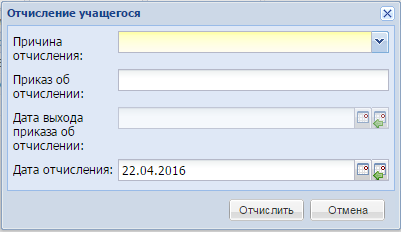 Отчисление учащегося
Причина
отчисления:
Приказ об
отчислении:
Дата выхода
приказа об
отчислении:
Дата отчисления: 22.04.2016
Отчислить Отмена